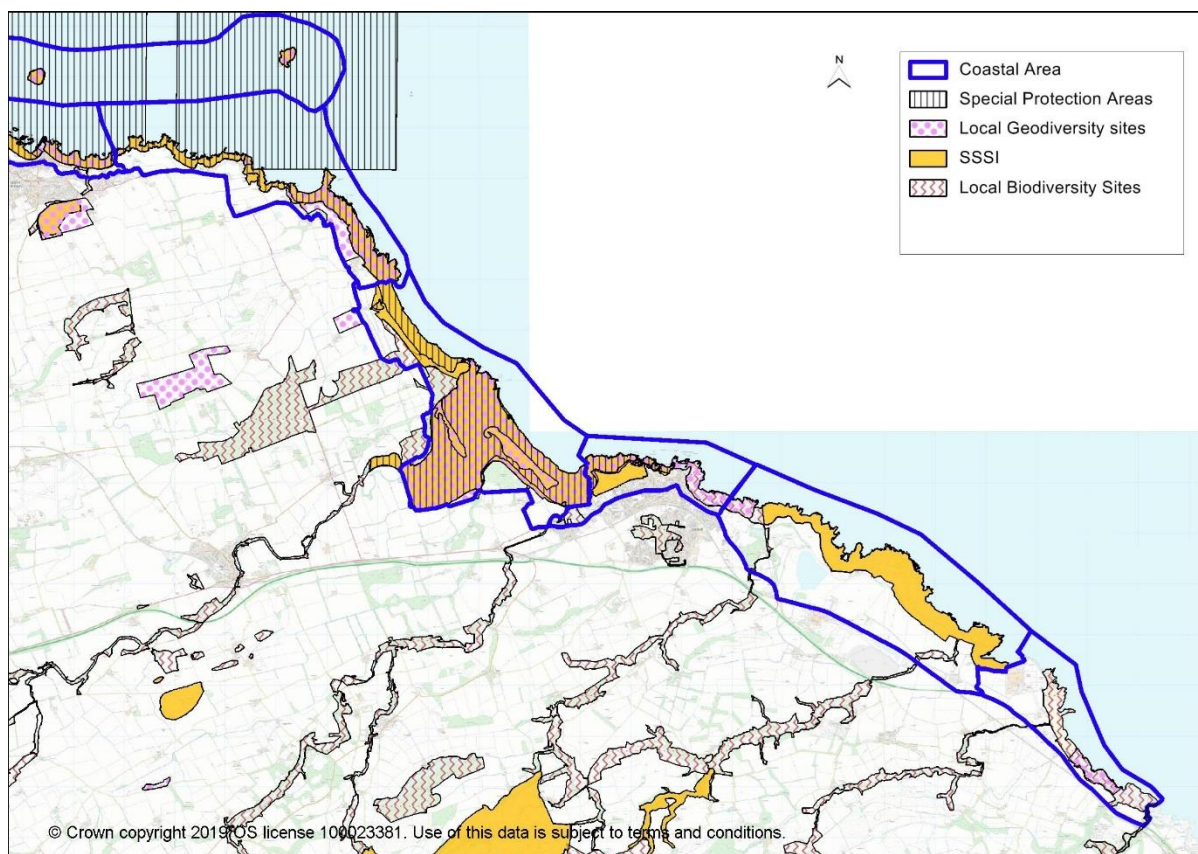 N
Coastal Area
Special Protection Areas
Local Geodiversity sites
SSSI
Local Biodiversity Sites
© Crown copyright 2019 OS license 100023381. Use of this data is subject to terms and conditions.